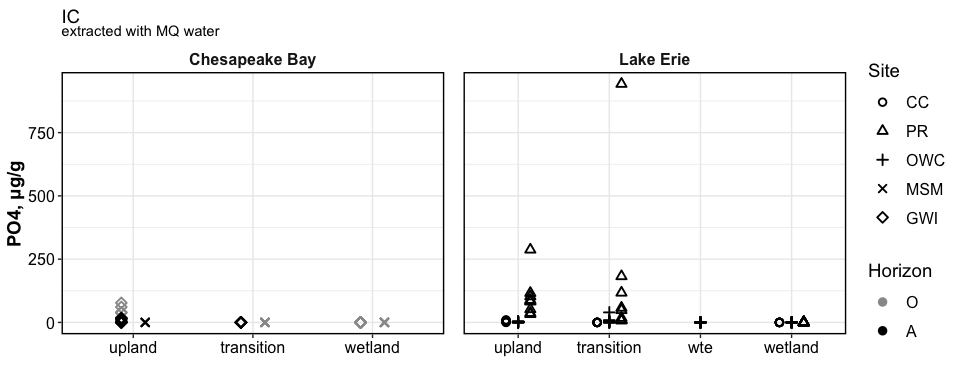 IC
extracted with MQ water
Chesapeake Bay
Lake Erie
PO4, µg/g
750
500
250
0
upland
transition
wetland
upland
transition
wte
wetland
Site
CC
PR
OWC
MSM
GWI
Horizon
O
A